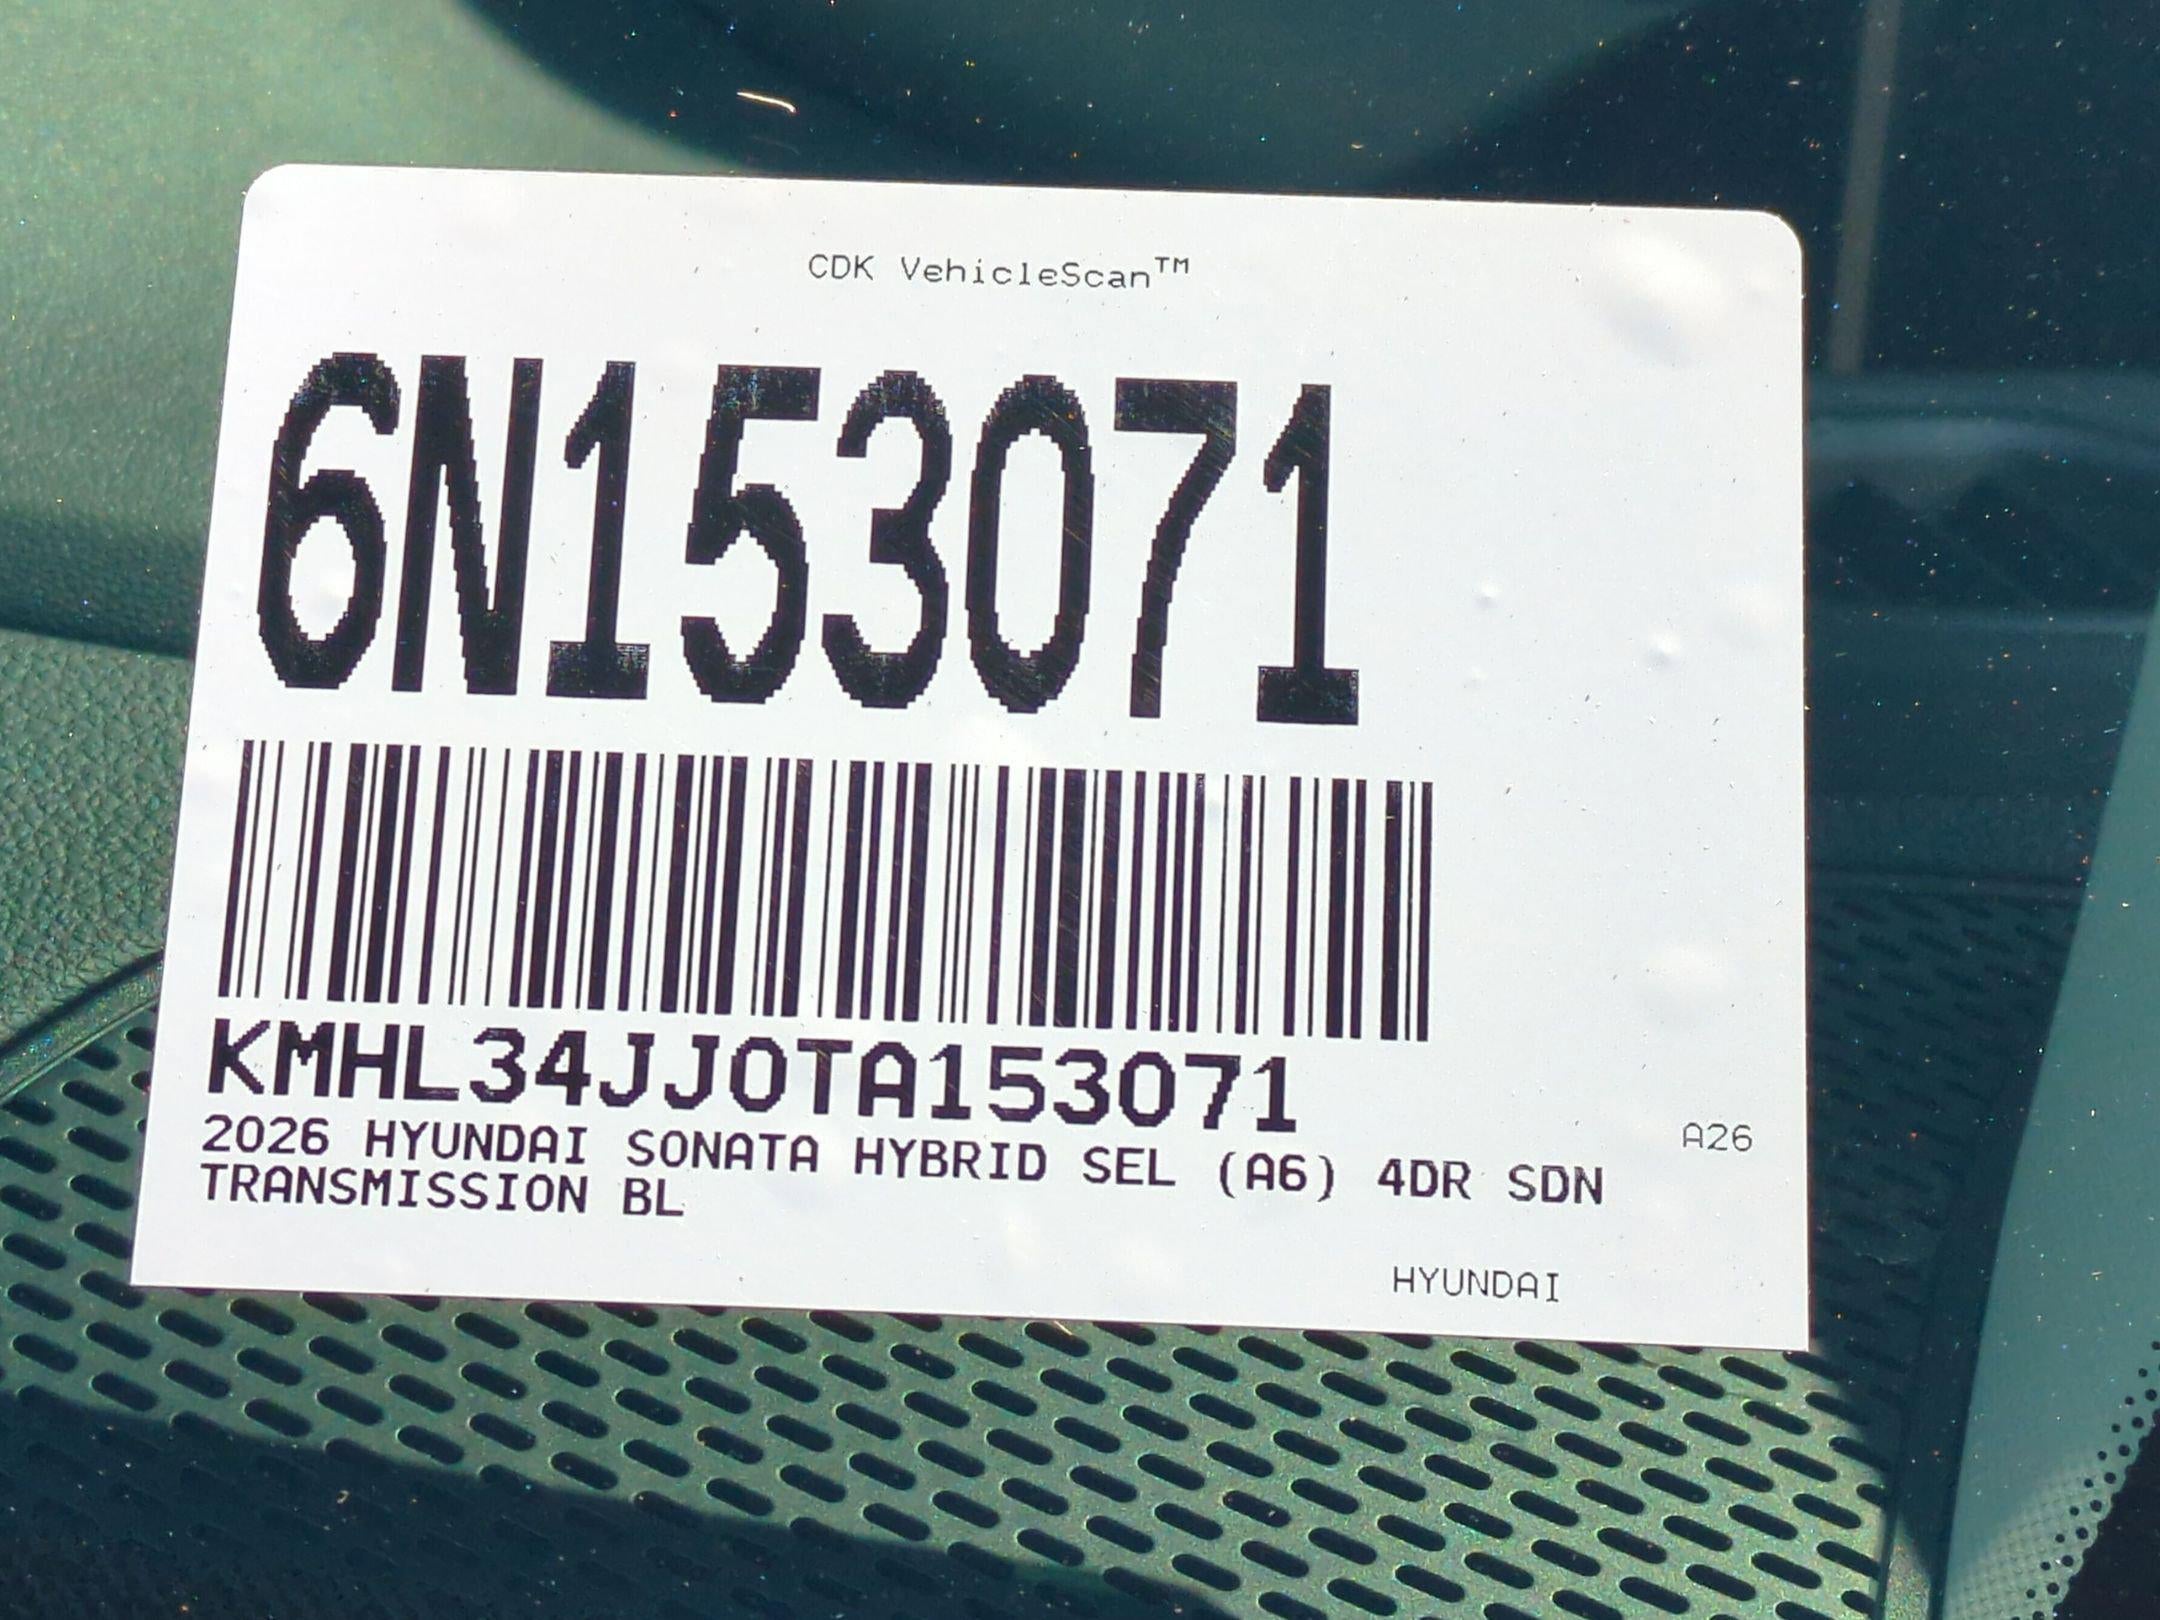 CDK VehicleScan™
6N153071
KMHL34JJ0TA153071
2026 HYUNDAI SONATA HYBRID SEL (A6) 4DR SDN
TRANSMISSION BL
A26
HYUNDAI